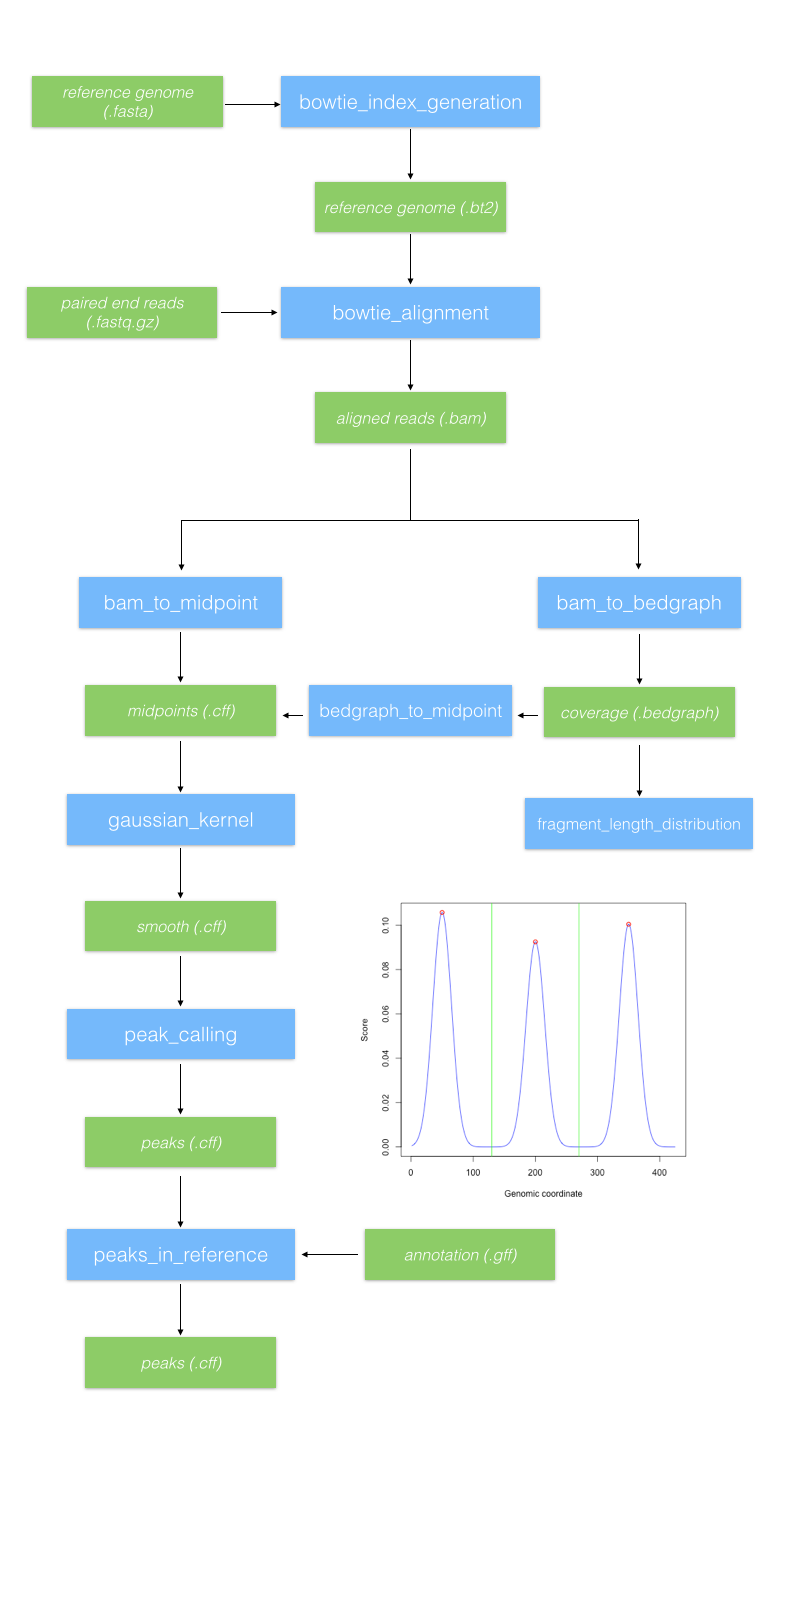 reference genome
(.fasta)
bowtie_index_generation
reference genome (.bt2)
paired end reads
(.fastq.gz)
bowtie_alignment
aligned reads (.bam)
bam_to_midpoint
bam_to_bedgraph
midpoints (.cff)
bedgraph_to_midpoint
coverage (.bedgraph)
gaussian_kernel
fragment_length_distribution
smooth (.cff)
peak_calling
peaks (.cff)
Score
0.10
0.08
0.06
0.04
0.02
0.00
0 100 200 300 400
Genomic coordinate
peaks_in_reference
annotation (.gff)
peaks (.cff)